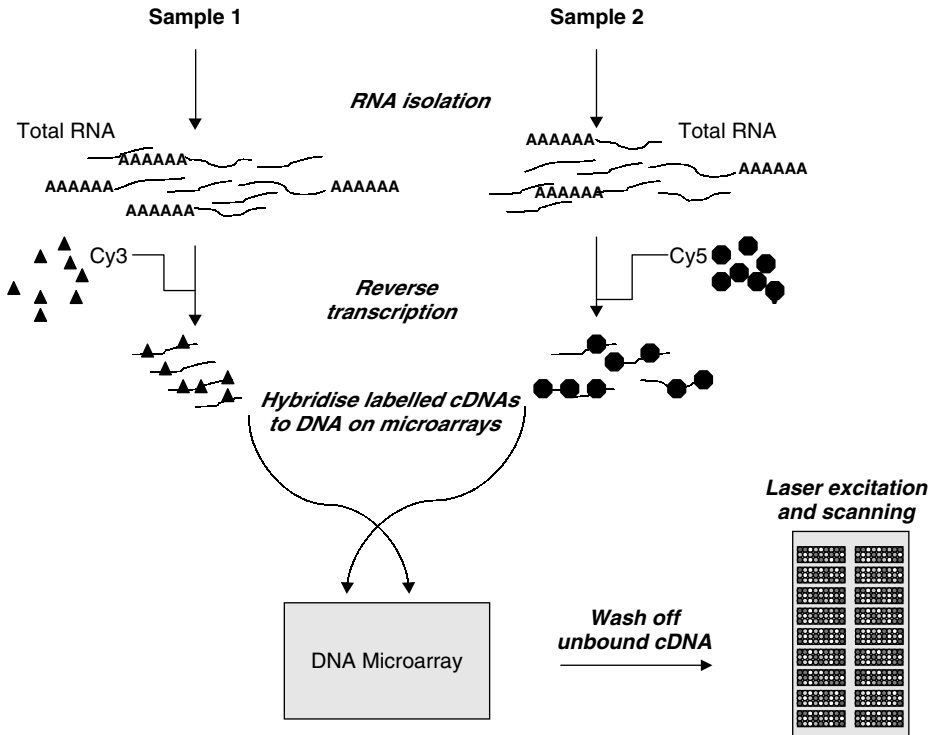 Sample 1
Sample 2
RNA isolation
Total RNA
Total RNA
AAAAAA
AAAAAA
AAAAAA
AAAAAA
AAAAAA
AAAAAA
AAAAAA
Cy3
Cy5
Reverse
transcription
Hybridise labelled cDNAs
to DNA on microarrays
Laser excitation
and scanning
DNA Microarray
Wash off
unbound cDNA